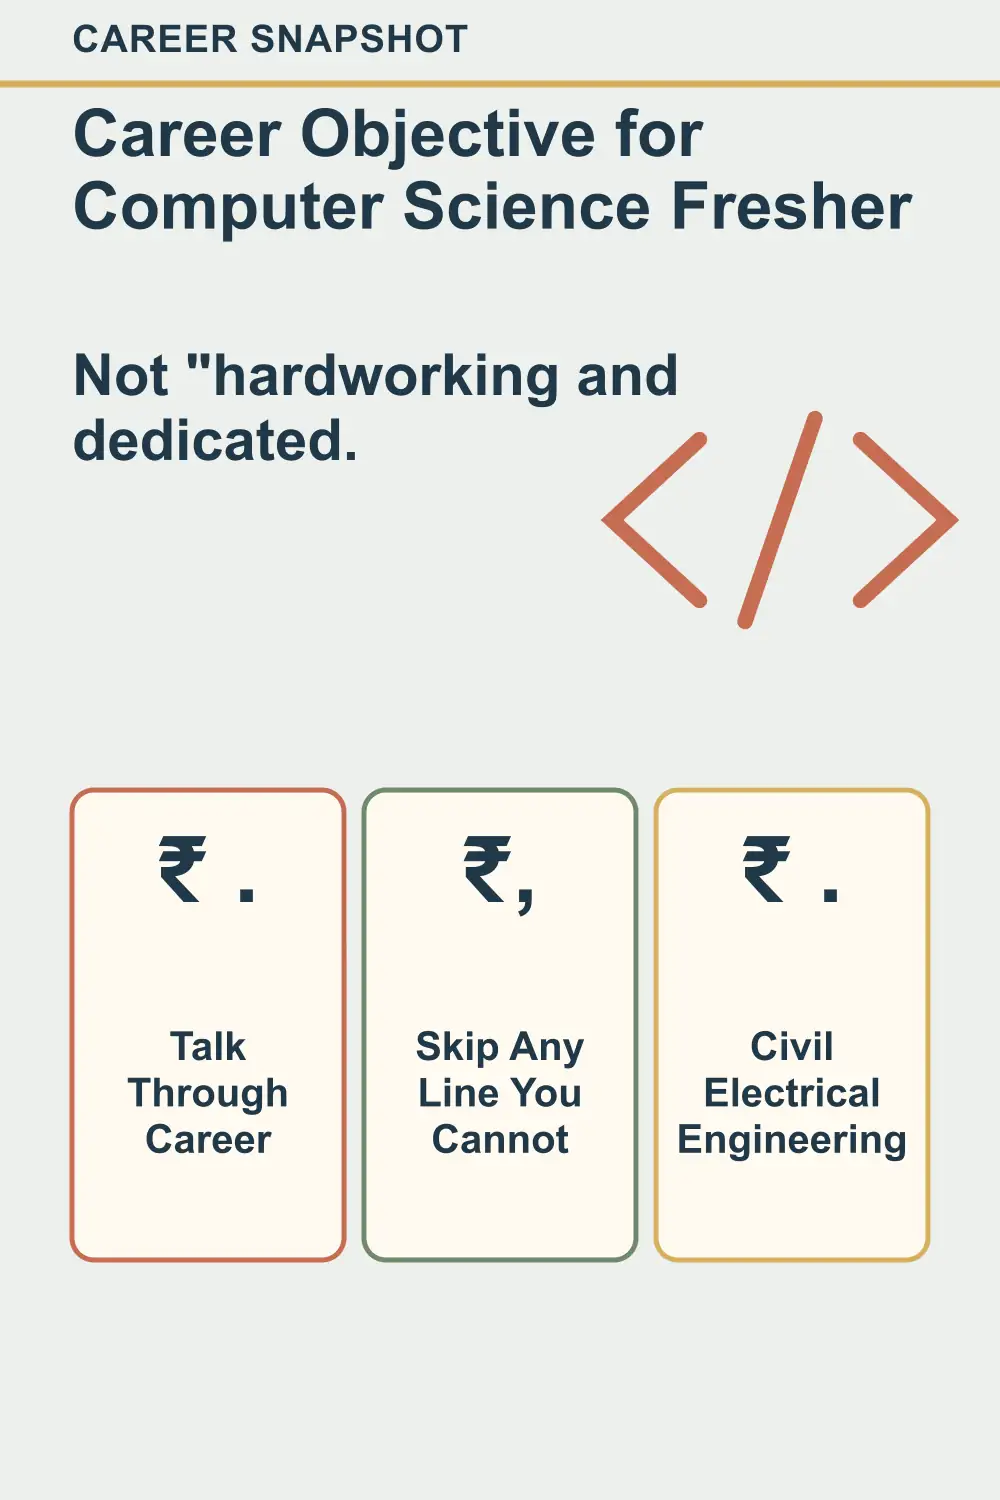 CAREER SNAPSHOT
Career Objective for
Computer Science Fresher
Not "hardworking and
dedicated.
</>
₹ .
Talk
Through
Career
₹,
Skip Any
Line You
Cannot
₹ .
Civil
Electrical
Engineering